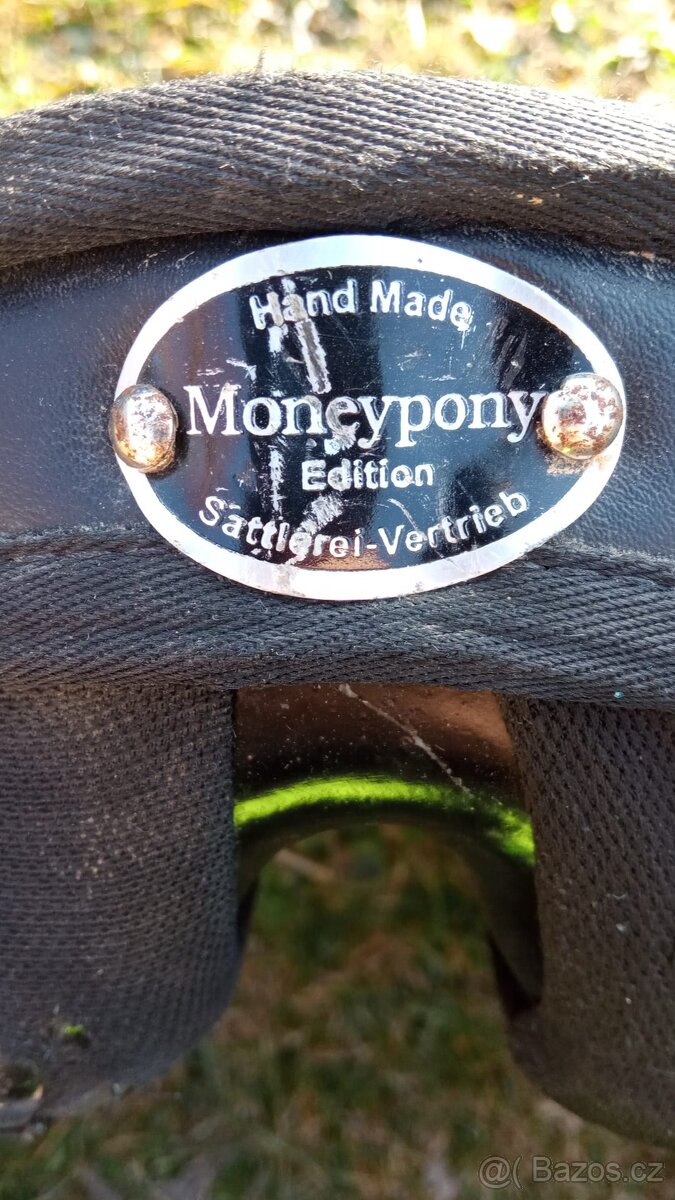 Hand Made
Moneypony
Edition
Sattlerei-Vertrieb
@( Bazos.cz